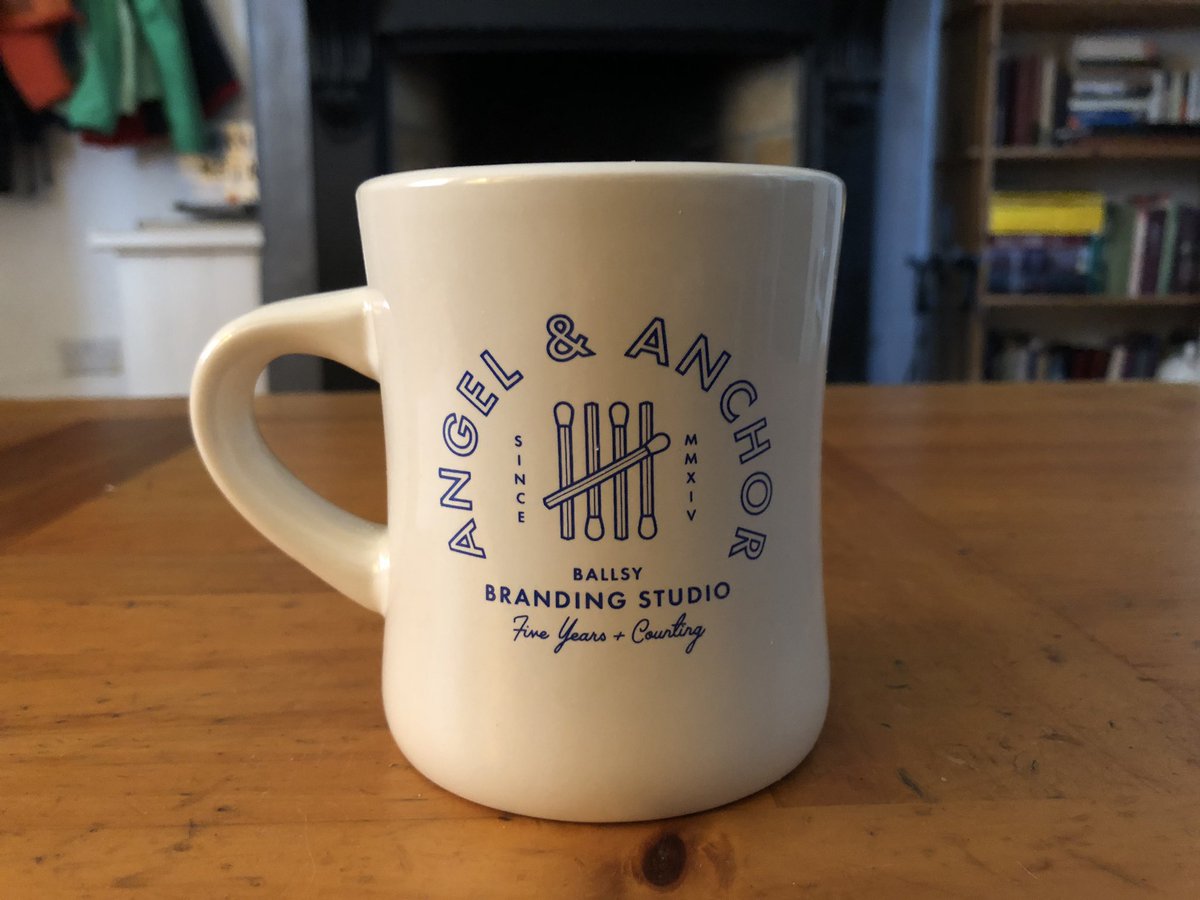 ANGEL & ANCHOR
SINCE
MMXIV
BALLSY
BRANDING STUDIO
Five Years + Counting